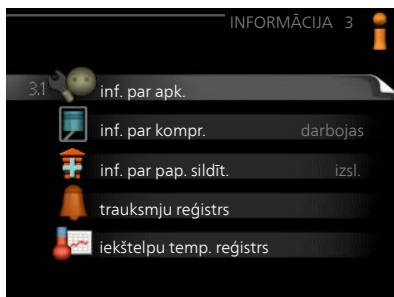 INFORMĀCIJA 3
3.1 inf. par apk.
inf. par kompr. darbojas
inf. par pap. sildīt. izsl.
trauksmju reģistrs
iekštelpu temp. reģistrs